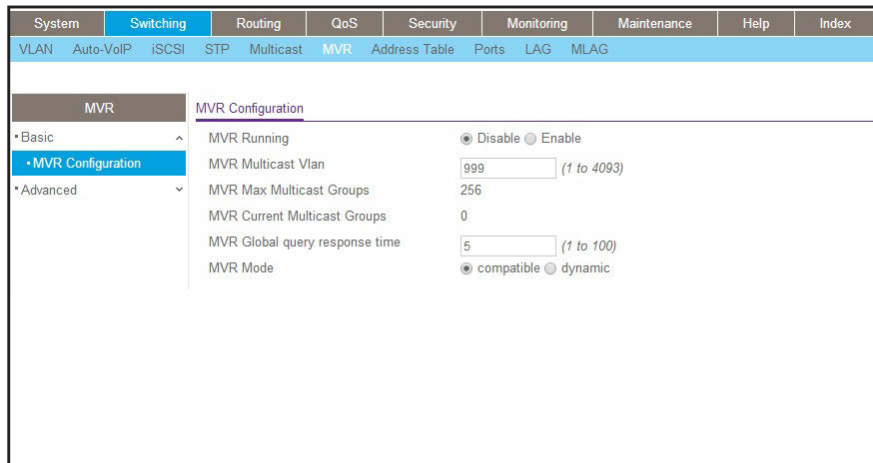 System Switching Routing QoS Security Monitoring Maintenance Help Index
VLAN Auto-VoIP iSCSI STP Multicast MVR Address Table Ports LAG MLAG
MVR
• Basic
• MVR Configuration
• Advanced
MVR Configuration
MVR Running Disable Enable
MVR Multicast Vlan 999 (1 to 4093)
MVR Max Multicast Groups 256
MVR Current Multicast Groups 0
MVR Global query response time 5 (1 to 100)
MVR Mode compatible dynamic